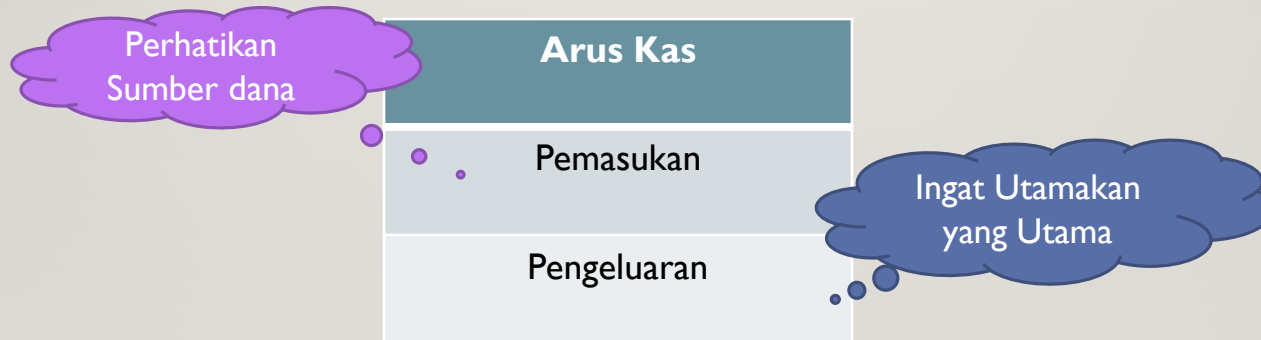 Perhatikan
Sumber dana
Arus Kas
Pemasukan
Ingat Utamakan
yang Utama
Pengeluaran